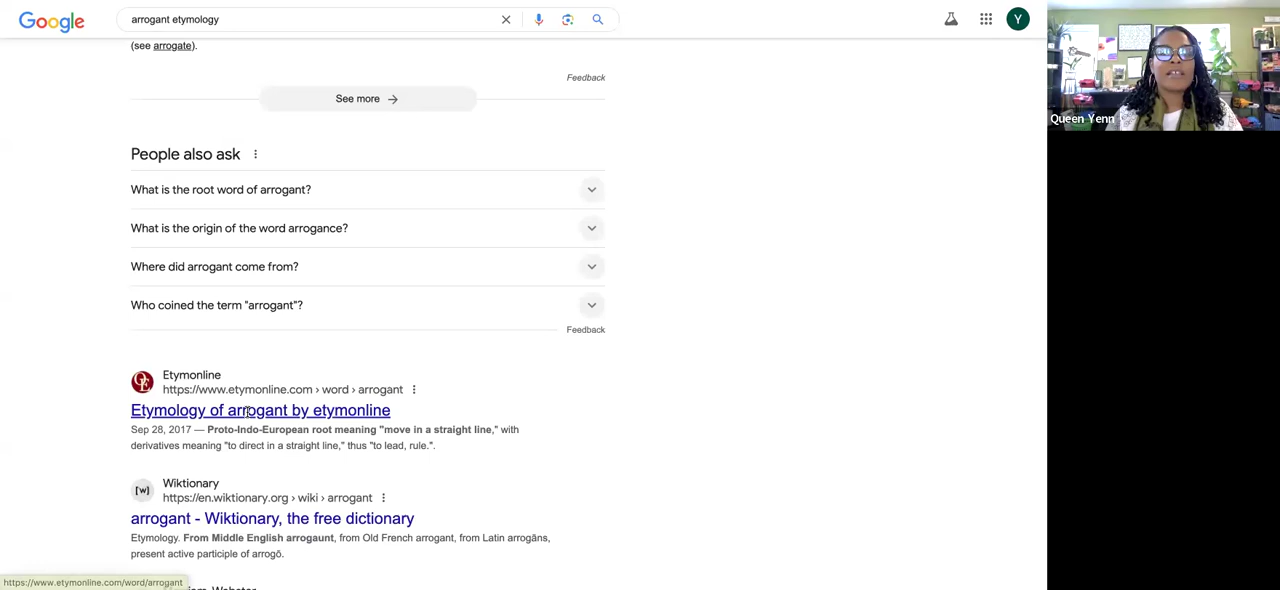 Google
arrogant etymology
Y
(see arrogate).
Feedback
See more
People also ask
What is the root word of arrogant?
What is the origin of the word arrogance?
Where did arrogant come from?
Who coined the term "arrogant"?
Feedback
Etymonline
https://www.etymonline.com › word › arrogant
Etymology of arrogant by etymonline
Sep 28, 2017 — Proto-Indo-European root meaning "move in a straight line," with
derivatives meaning "to direct in a straight line," thus "to lead, rule.".
[w]
Wiktionary
https://en.wiktionary.org › wiki › arrogant
arrogant - Wiktionary, the free dictionary
Etymology. From Middle English arrogaunt, from Old French arrogant, from Latin arrogāns,
present active participle of arrogō.
https://www.etymonline.com/word/arrogant
Queen Yenn